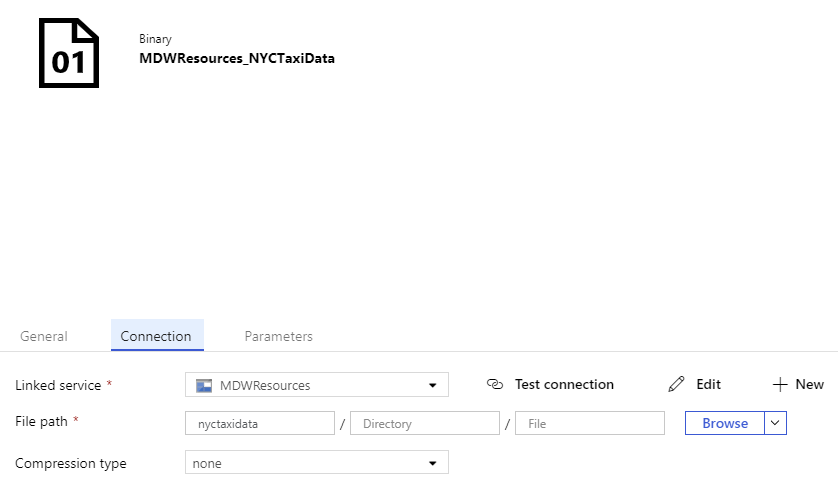 01
Binary
MDWResources_NYCTaxiData
General Connection Parameters
Linked service * MDWResources Test connection Edit New
File path * nyctaxidata / Directory / File Browse
Compression type none